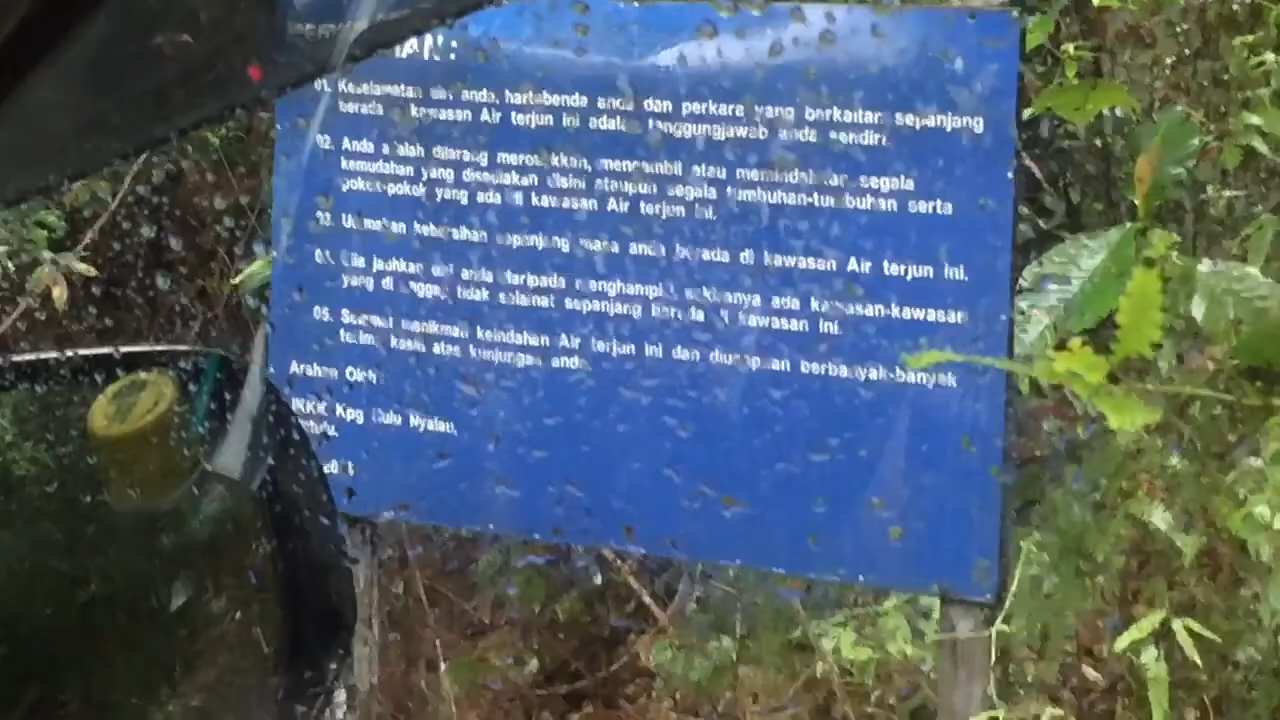 01. Keselamatan anda, hartabenda anda dan perkara yang berkaitan sepanjang
berada kawasan Air terjun ini adalah tanggungjawab anda sendiri.
02. Anda adalah dilarang merosakkan, mengambil atau memindahkan segala
kemudahan yang disediakan disini ataupun segala tumbuhan-tumbuhan serta
pokok-pokok yang ada di kawasan Air terjun ini.
03. Utamakan kebersihan sepanjang masa anda berada di kawasan Air terjun ini.
04. Sila jauhkan diri anda daripada menghampiri sekiranya ada kawasan-kawasan
yang di anggap tidak selamat sepanjang berada di kawasan ini.
05. Selamat menikmati keindahan Air terjun ini dan diucapkan berbanyak-banyak
terima kasih atas kunjungan anda.
Arahan Oleh:
JKKK Kpg Nyalau,